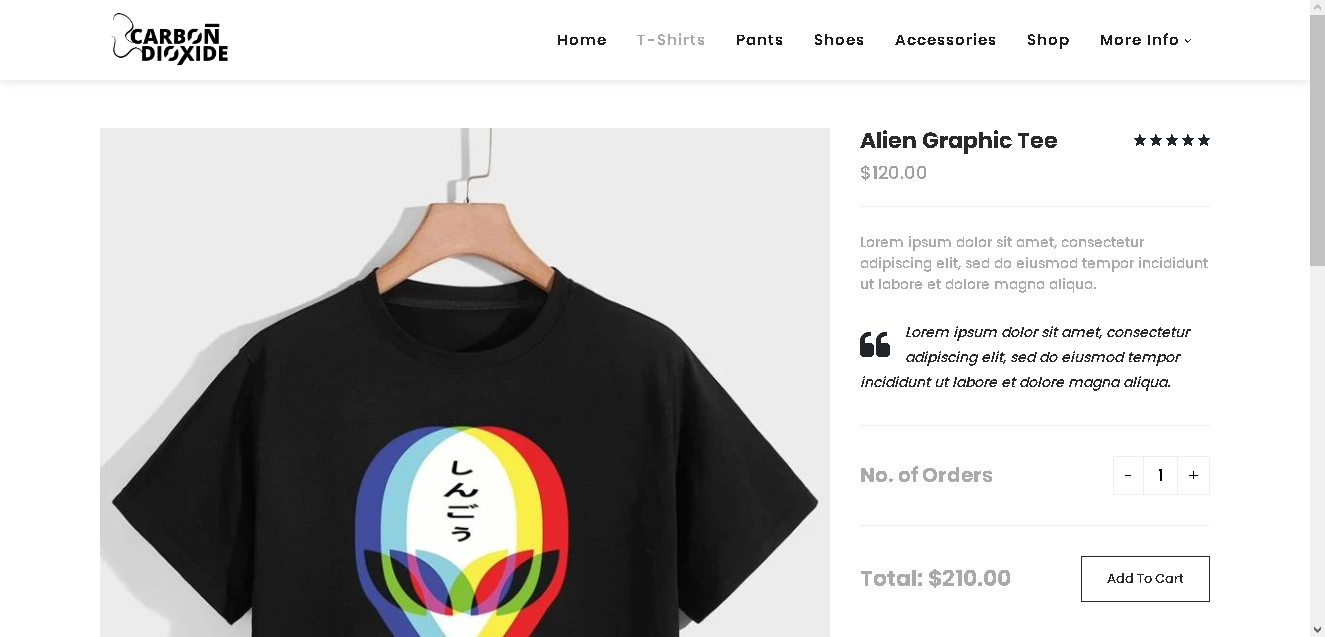 CARBON
DIOXIDE
Home T-Shirts Pants Shoes Accessories Shop More Info
Alien Graphic Tee
$120.00
Lorem ipsum dolor sit amet, consectetur
adipiscing elit, sed do eiusmod tempor incididunt
ut labore et dolore magna aliqua.
Lorem ipsum dolor sit amet, consectetur
adipiscing elit, sed do eiusmod tempor
incididunt ut labore et dolore magna aliqua.
No. of Orders - 1 +
Total: $210.00 Add To Cart
しんごう